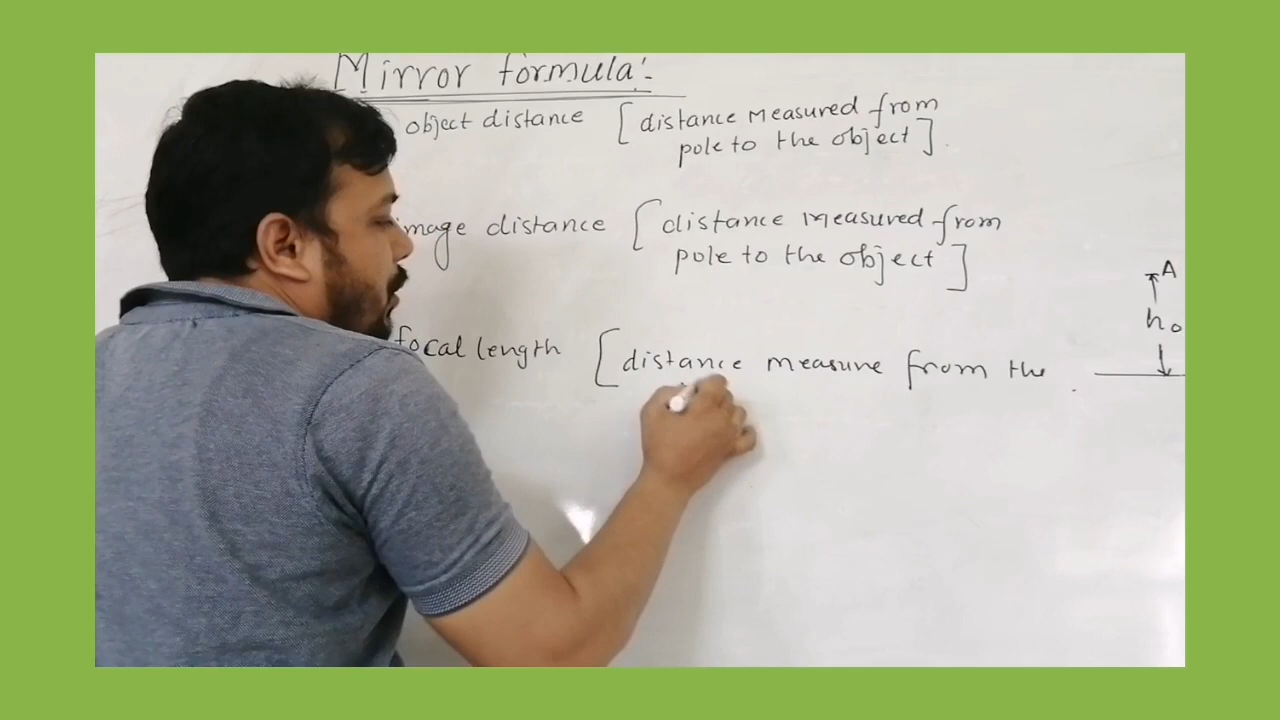 Mirror formula:-
object distance [distance measured from
pole to the object].
image distance [distance measured from
pole to the object]
focal length [distance measure from the
A
ho